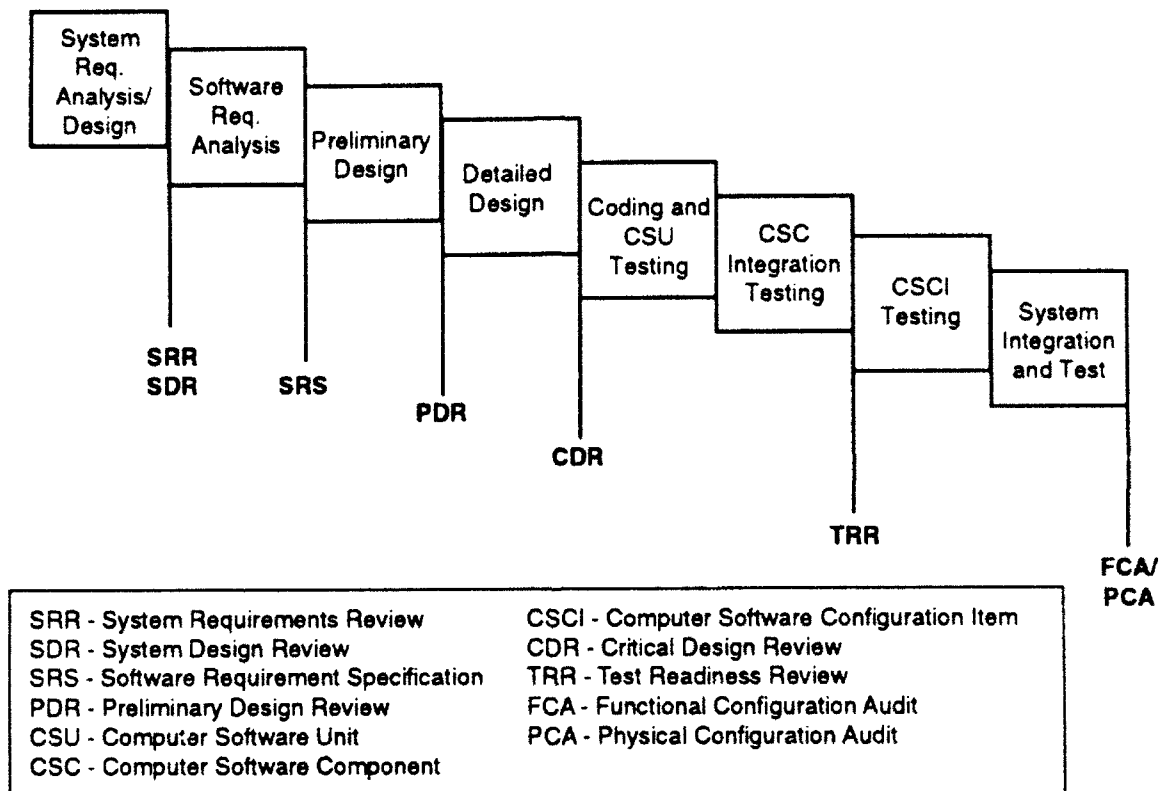 System
Req.
Analysis/
Design
Software
Req.
Analysis
Preliminary
Design
Detailed
Design
Coding and
CSU
Testing
CSC
Integration
Testing
CSCI
Testing
System
Integration
and Test
SRR
SDR
SRS
PDR
CDR
TRR
FCA/
PCA
SRR - System Requirements Review
SDR - System Design Review
SRS - Software Requirement Specification
PDR - Preliminary Design Review
CSU - Computer Software Unit
CSC - Computer Software Component
CSCI - Computer Software Configuration Item
CDR - Critical Design Review
TRR - Test Readiness Review
FCA - Functional Configuration Audit
PCA - Physical Configuration Audit